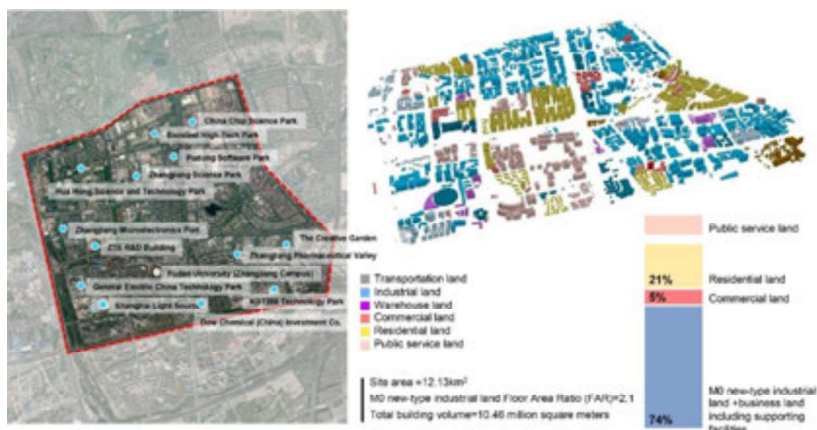 China Chip Science Park
Boosted High-Tech Park
Pudong Software Park
Zhangjiang Science Park
Hua Hong Science and Technology Park
Zhangjiang Microelectronics Port
ZTE R&D Building
The Creative Garden
Zhangjiang Pharmaceutical Valley
Fudan University (Zhangjiang Campus)
General Electric China Technology Park
Technology Park
Shanghai Light Source
Dow Chemical (China) Investment Co.
Transportation land
Industrial land
Warehouse land
Commercial land
Residential land
Public service land
Site area =12.13km²
M0 new-type industrial land Floor Area Ratio (FAR)=2.1
Total building volume=10.46 million square meters
Public service land
21%
Residential land
5%
Commercial land
M0 new-type industrial
land +business land
including supporting
facilities
74%